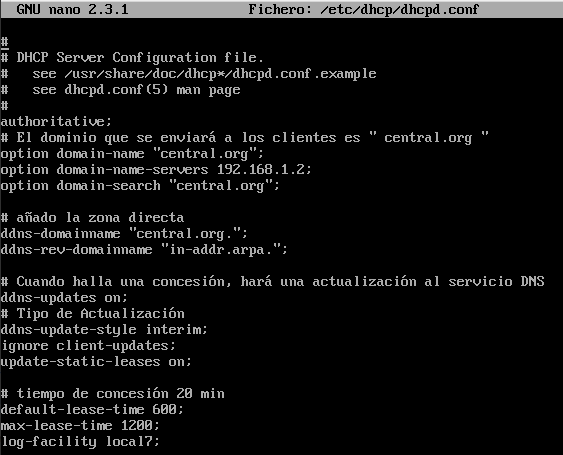 GNU nano 2.3.1 Fichero: /etc/dhcp/dhcpd.conf
#
# DHCP Server Configuration file.
#   see /usr/share/doc/dhcp*/dhcpd.conf.example
#   see dhcpd.conf(5) man page
#
authoritative;
# El dominio que se enviará a los clientes es " central.org "
option domain-name "central.org";
option domain-name-servers 192.168.1.2;
option domain-search "central.org";
# añado la zona directa
ddns-domainname "central.org.";
ddns-rev-domainname "in-addr.arpa.";
# Cuando halla una concesión, hará una actualización al servicio DNS
ddns-updates on;
# Tipo de Actualización
ddns-update-style interim;
ignore client-updates;
update-static-leases on;
# tiempo de concesión 20 min
default-lease-time 600;
max-lease-time 1200;
log-facility local7;